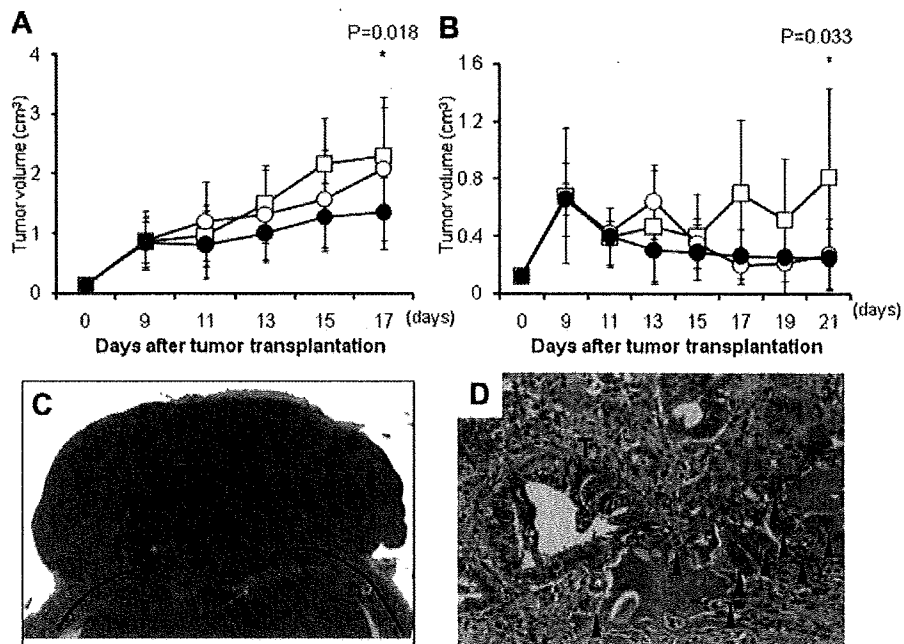 A
P=0.018
*
Tumor volume (cm³)
4
3
2
1
0
0 9 11 13 15 17 (days)
Days after tumor transplantation
B
P=0.033
*
Tumor volume (cm³)
1.6
1.2
0.8
0.4
0
0 9 11 13 15 17 19 21 (days)
Days after tumor transplantation
C
D
T